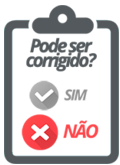 Pode ser
corrigido?
SIM
NÃO